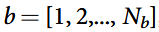 b = [1, 2,..., N_b]